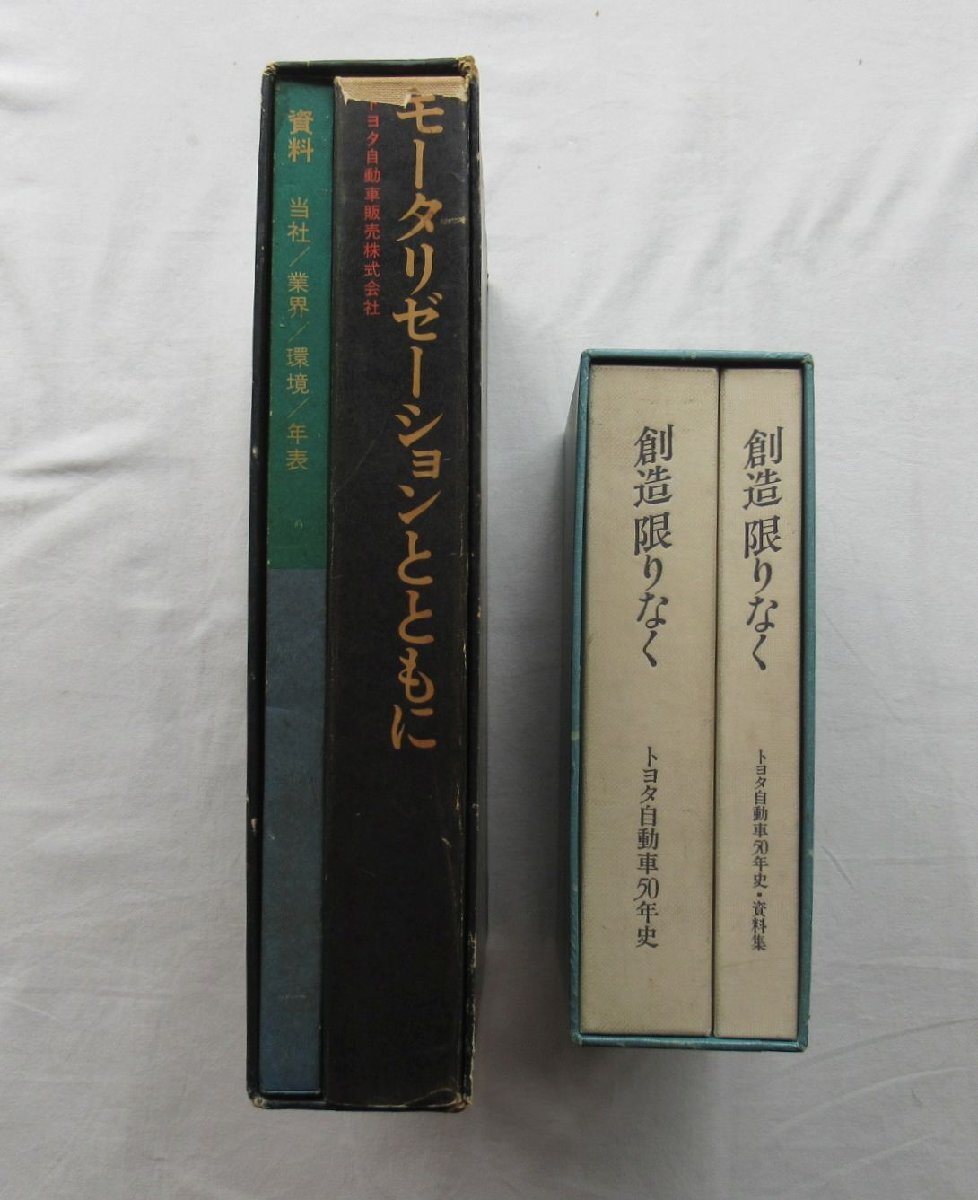 モータリゼーションとともに
トヨタ自動車販売株式会社
資料 当社/業界/環境/年表
創造限りなく トヨタ自動車50年史・資料集
創造限りなく トヨタ自動車50年史